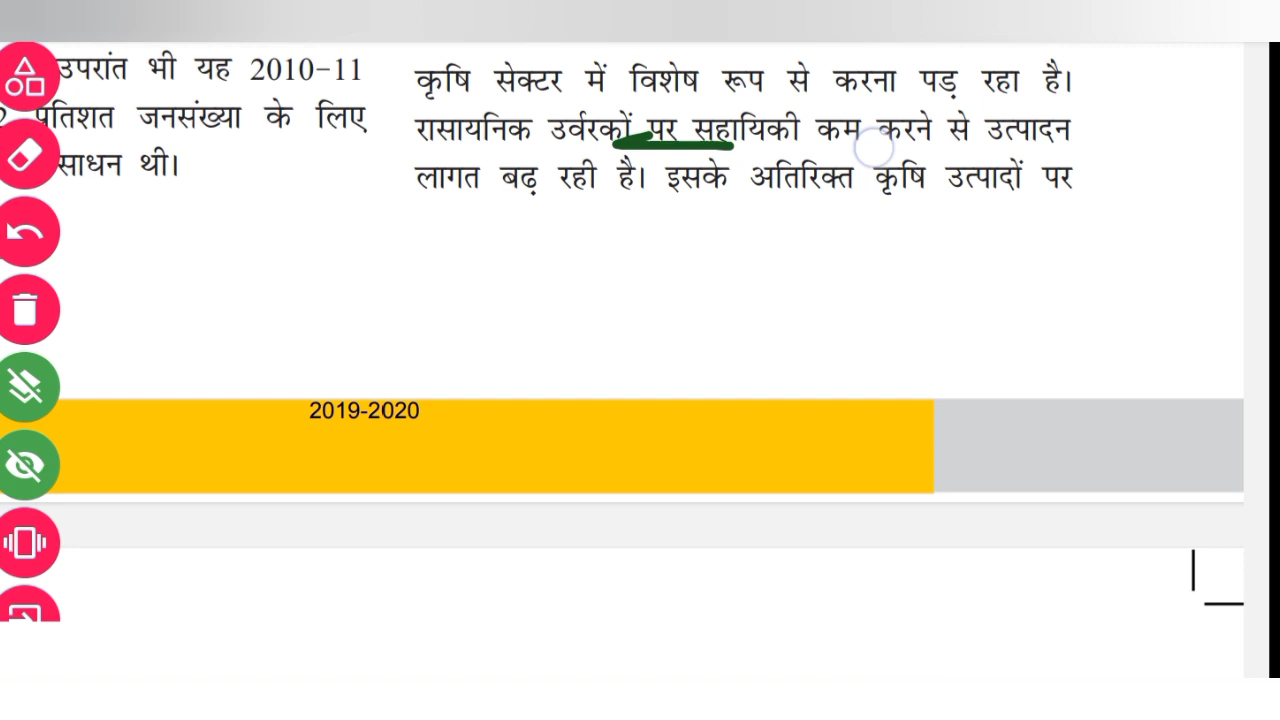 उपरांत भी यह 2010-11
प्रतिशत जनसंख्या के लिए
साधन थी।
कृषि सेक्टर में विशेष रूप से करना पड़ रहा है।
रासायनिक उर्वरकों पर सहायिकी कम करने से उत्पादन
लागत बढ़ रही है। इसके अतिरिक्त कृषि उत्पादों पर
2019-2020